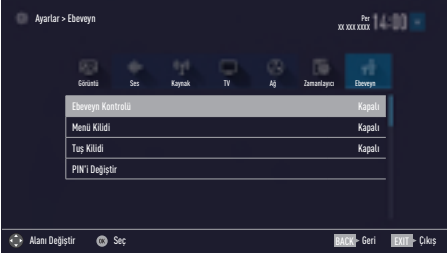 Ayarlar > Ebeveyn
Per
XX XXX XXXX
14:00
Görüntü Ses Kaynak TV Ağ Zamanlayıcı Ebeveyn
Ebeveyn Kontrolü Kapalı
Menü Kilidi Kapalı
Tuş Kilidi Kapalı
PIN'i Değiştir
Alanı Değiştir OK Seç BACK Geri EXIT Çıkış